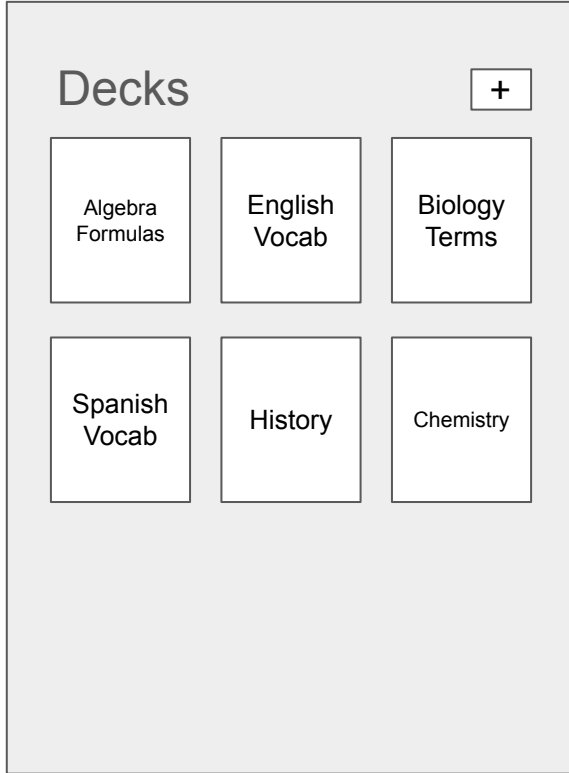 Decks
+
Algebra
Formulas
English
Vocab
Biology
Terms
Spanish
Vocab
History
Chemistry